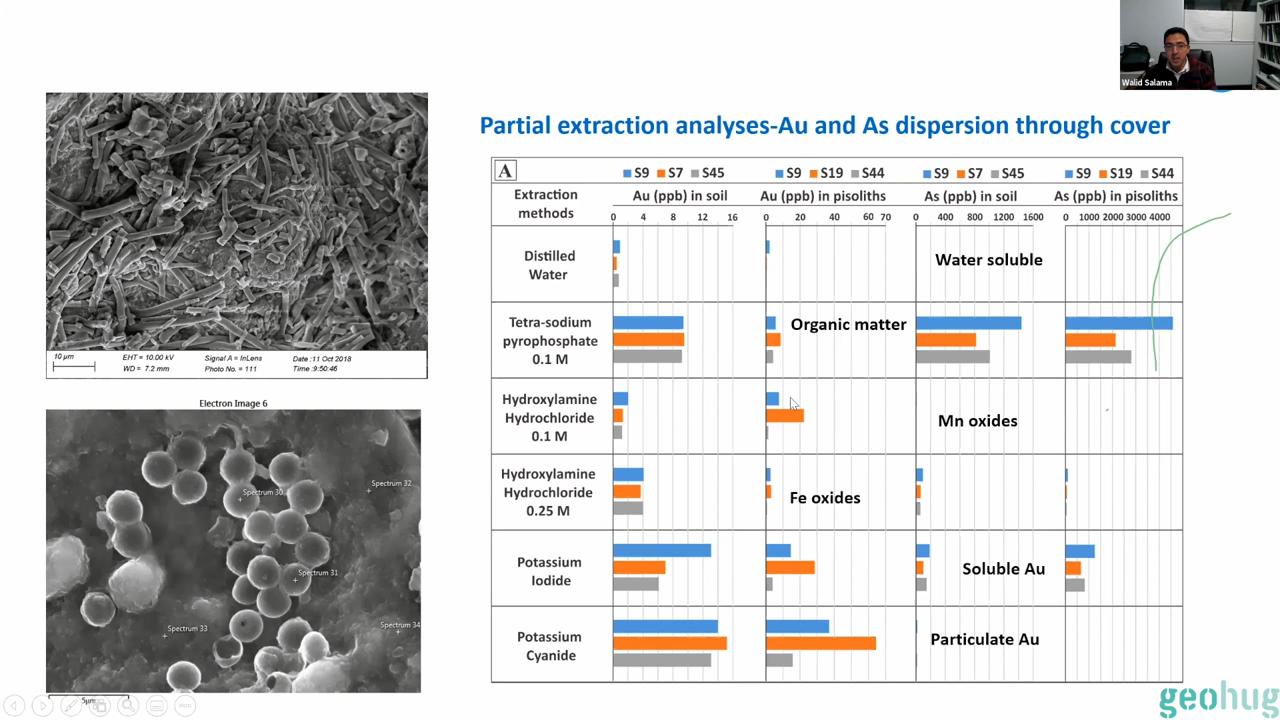 Walid Salama
Partial extraction analyses-Au and As dispersion through cover
10 µm
EHT = 10.00 kV
WD = 7.2 mm
Signal A = InLens
Photo No. = 111
Date :11 Oct 2018
Time :9:50:46
Electron Image 6
Spectrum 30
Spectrum 32
Spectrum 31
Spectrum 33
Spectrum 34
5µm
A
S9 S7 S45
S9 S19 S44
S9 S7 S45
S9 S19 S44
Extraction
methods
Au (ppb) in soil
Au (ppb) in pisoliths
As (ppb) in soil
As (ppb) in pisoliths
0 4 8 12 16
0 20 40 60 70
0 400 800 1200 1600
0 1000 2000 3000 4000
Distilled
Water
Water soluble
Tetra-sodium
pyrophosphate
0.1 M
Organic matter
Hydroxylamine
Hydrochloride
0.1 M
Mn oxides
Hydroxylamine
Hydrochloride
0.25 M
Fe oxides
Potassium
Iodide
Soluble Au
Potassium
Cyanide
Particulate Au
geohug